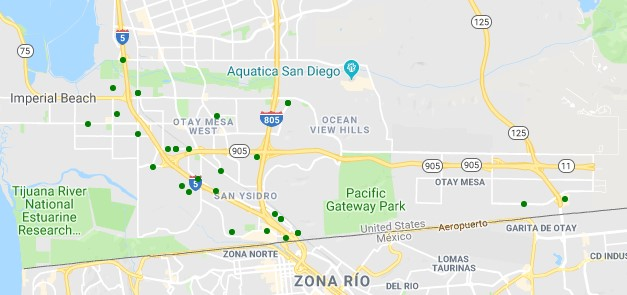 125
5
75
Aquatica San Diego
Imperial Beach
805
OTAY MESA
WEST
OCEAN
VIEW HILLS
125
905
905
905
11
OTAY MESA
5
SAN YSIDRO
Tijuana River
National
Estuarine
Research...
Pacific
Gateway Park
United States
México
Aeropuerto
GARITA DE OTAY
ZONA NORTE
LOMAS
TAURINAS
CD INDUS
ZONA RÍO
DEL RIO